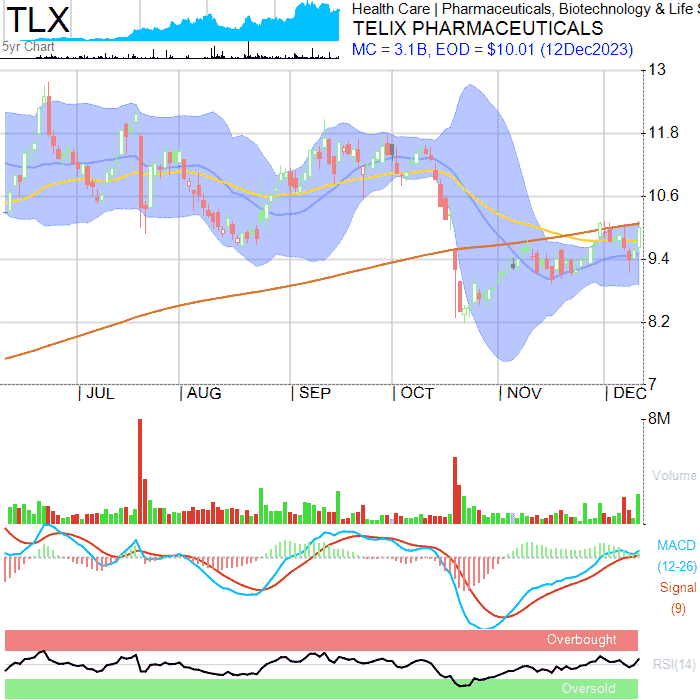 TLX
5yr Chart
Health Care | Pharmaceuticals, Biotechnology & Life
TELIX PHARMACEUTICALS
MC = 3.1B, EOD = $10.01 (12Dec2023)
13
11.8
10.6
9.4
8.2
7
| JUL | AUG | SEP | OCT | NOV | DEC
8M
Volume
MACD
(12-26)
Signal
(9)
Overbought
RSI(14)
Oversold